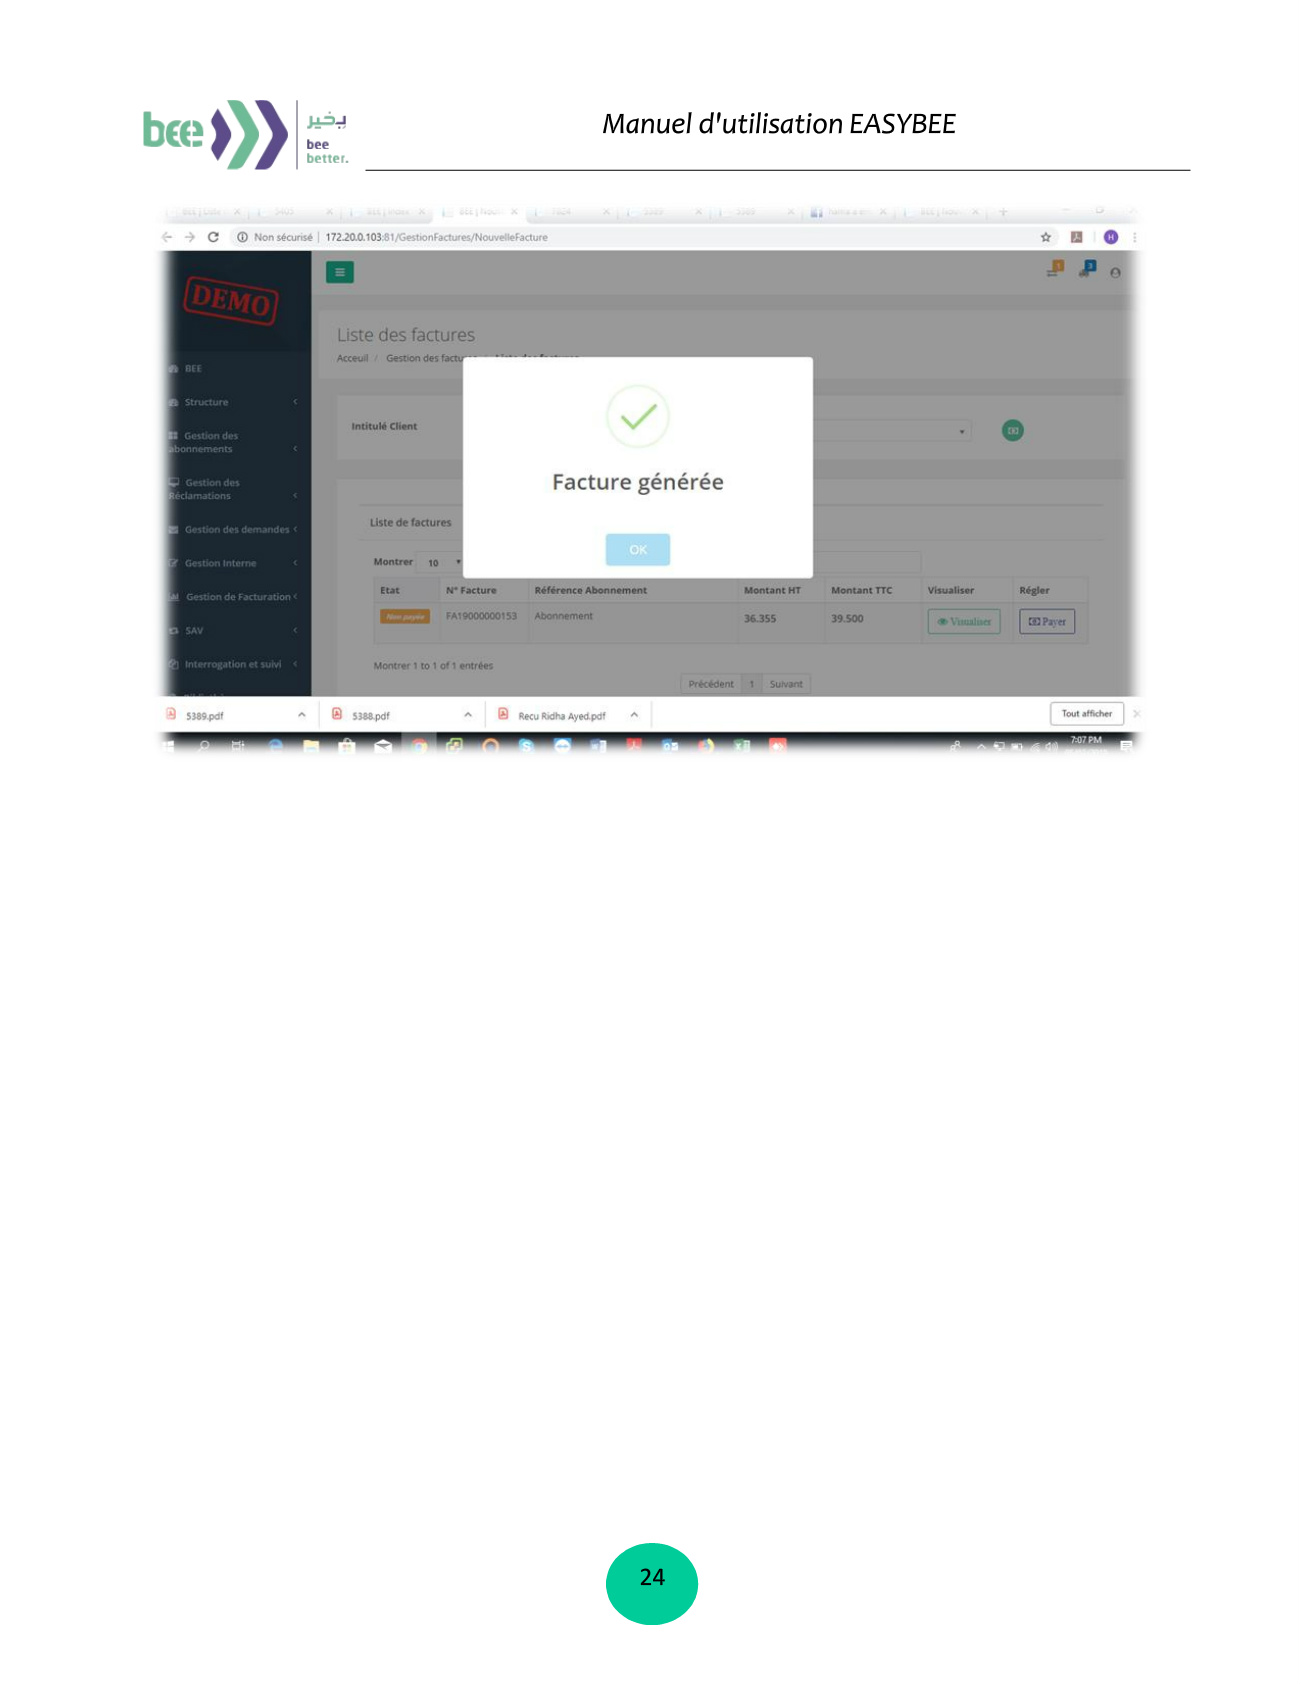 bee
بخير
bee
better.
Manuel d'utilisation EASYBEE
Non sécurisé | 172.20.0.103:81/GestionFactures/NouvelleFacture
H
DEMO
1
3
Liste des factures
Acceuil / Gestion des factu
BEE
Structure
Intitulé Client
Gestion des
abonnements
Gestion des
Réclamations
Facture générée
Liste de factures
Gestion des demandes
OK
Gestion Interne
Montrer 10
Etat N° Facture Référence Abonnement Montant HT Montant TTC Visualiser Régler
Gestion de Facturation
Non payée FA19000000153 Abonnement 36.355 39.500 Visualiser Payer
SAV
Interrogation et suivi
Montrer 1 to 1 of 1 entrées
Précédent 1 Suivant
5389.pdf 5388.pdf Recu Ridha Ayed.pdf Tout afficher
7:07 PM
24